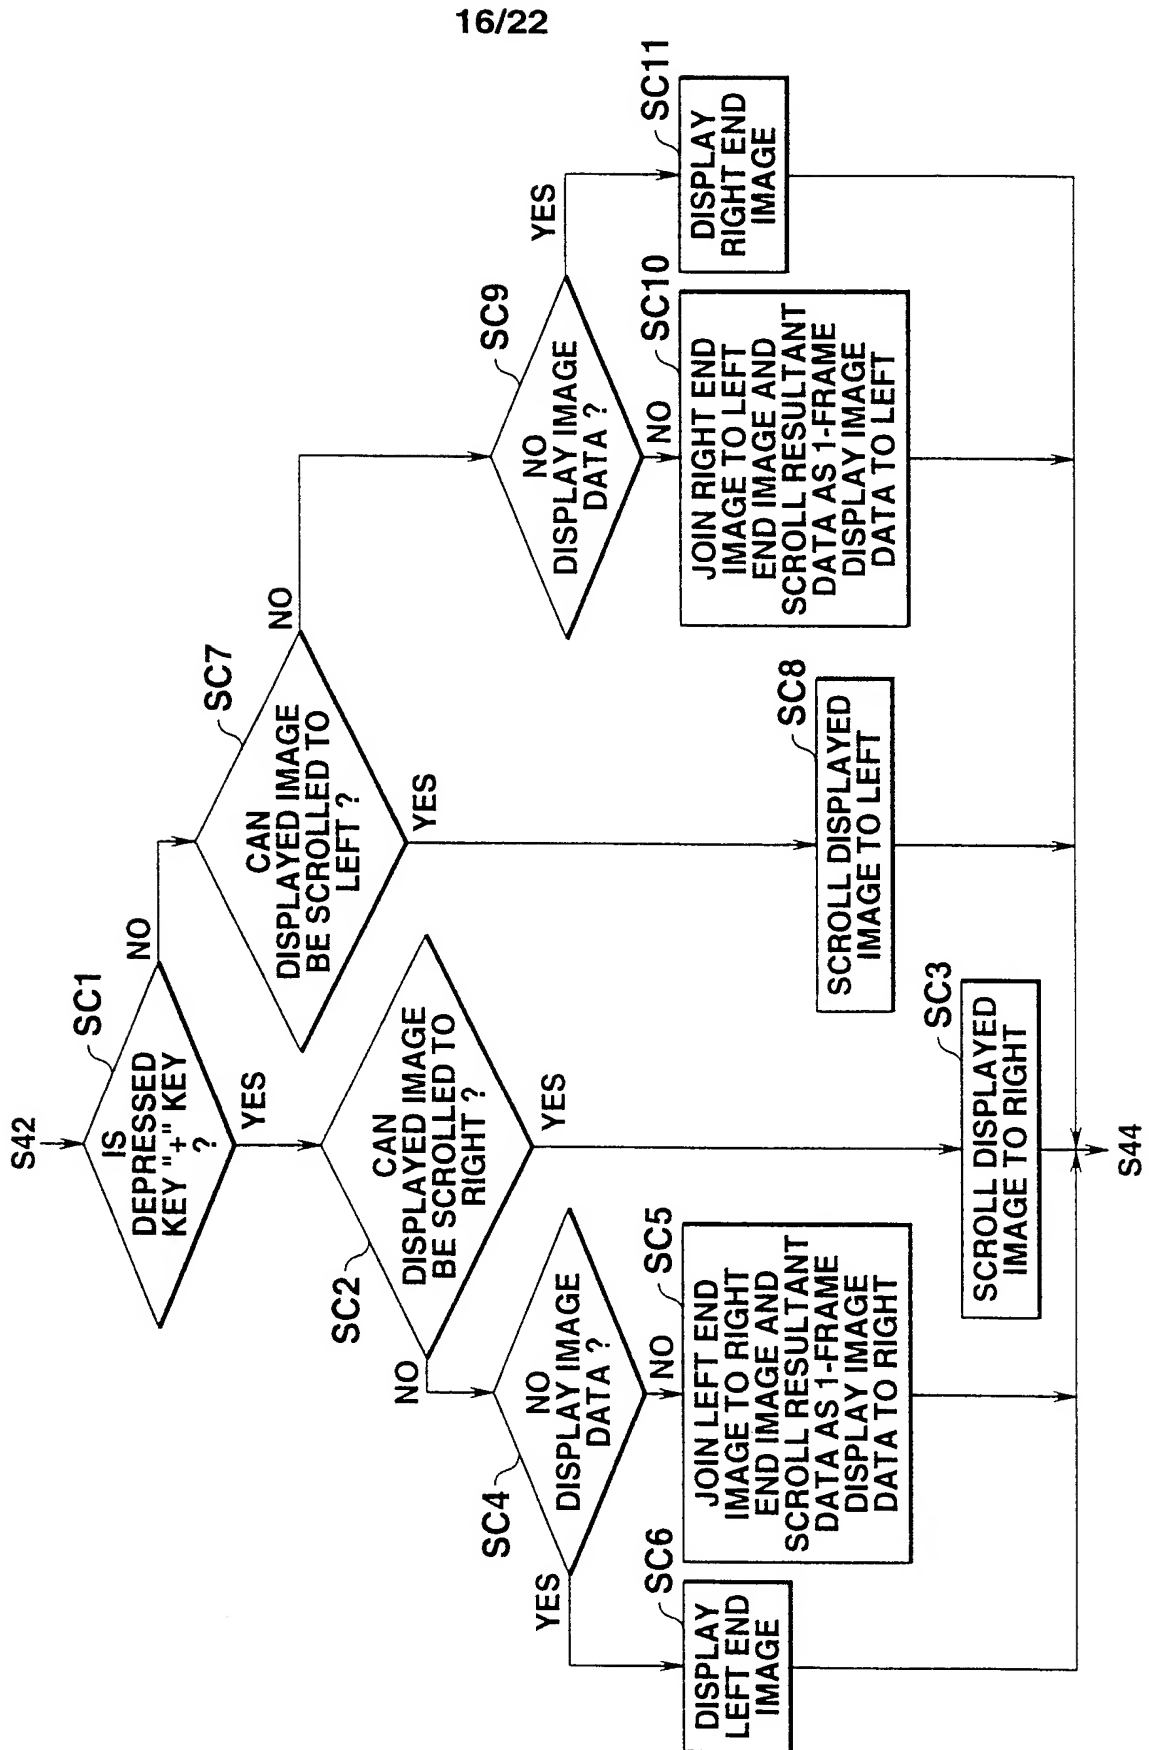 16/22
S42
SC1
IS
DEPRESSED
KEY "+" KEY
?
NO
YES
SC2
CAN
DISPLAYED IMAGE
BE SCROLLED TO
RIGHT ?
NO
YES
SC3
SCROLL DISPLAYED
IMAGE TO RIGHT
SC4
NO
DISPLAY IMAGE
DATA ?
YES
NO
SC5
JOIN LEFT END
IMAGE TO RIGHT
END IMAGE AND
SCROLL RESULTANT
DATA AS 1-FRAME
DISPLAY IMAGE
DATA TO RIGHT
SC6
DISPLAY
LEFT END
IMAGE
SC7
CAN
DISPLAYED IMAGE
BE SCROLLED TO
LEFT ?
NO
YES
SC8
SCROLL DISPLAYED
IMAGE TO LEFT
SC9
NO
DISPLAY IMAGE
DATA ?
YES
NO
SC10
JOIN RIGHT END
IMAGE TO LEFT
END IMAGE AND
SCROLL RESULTANT
DATA AS 1-FRAME
DISPLAY IMAGE
DATA TO LEFT
SC11
DISPLAY
RIGHT END
IMAGE
S44